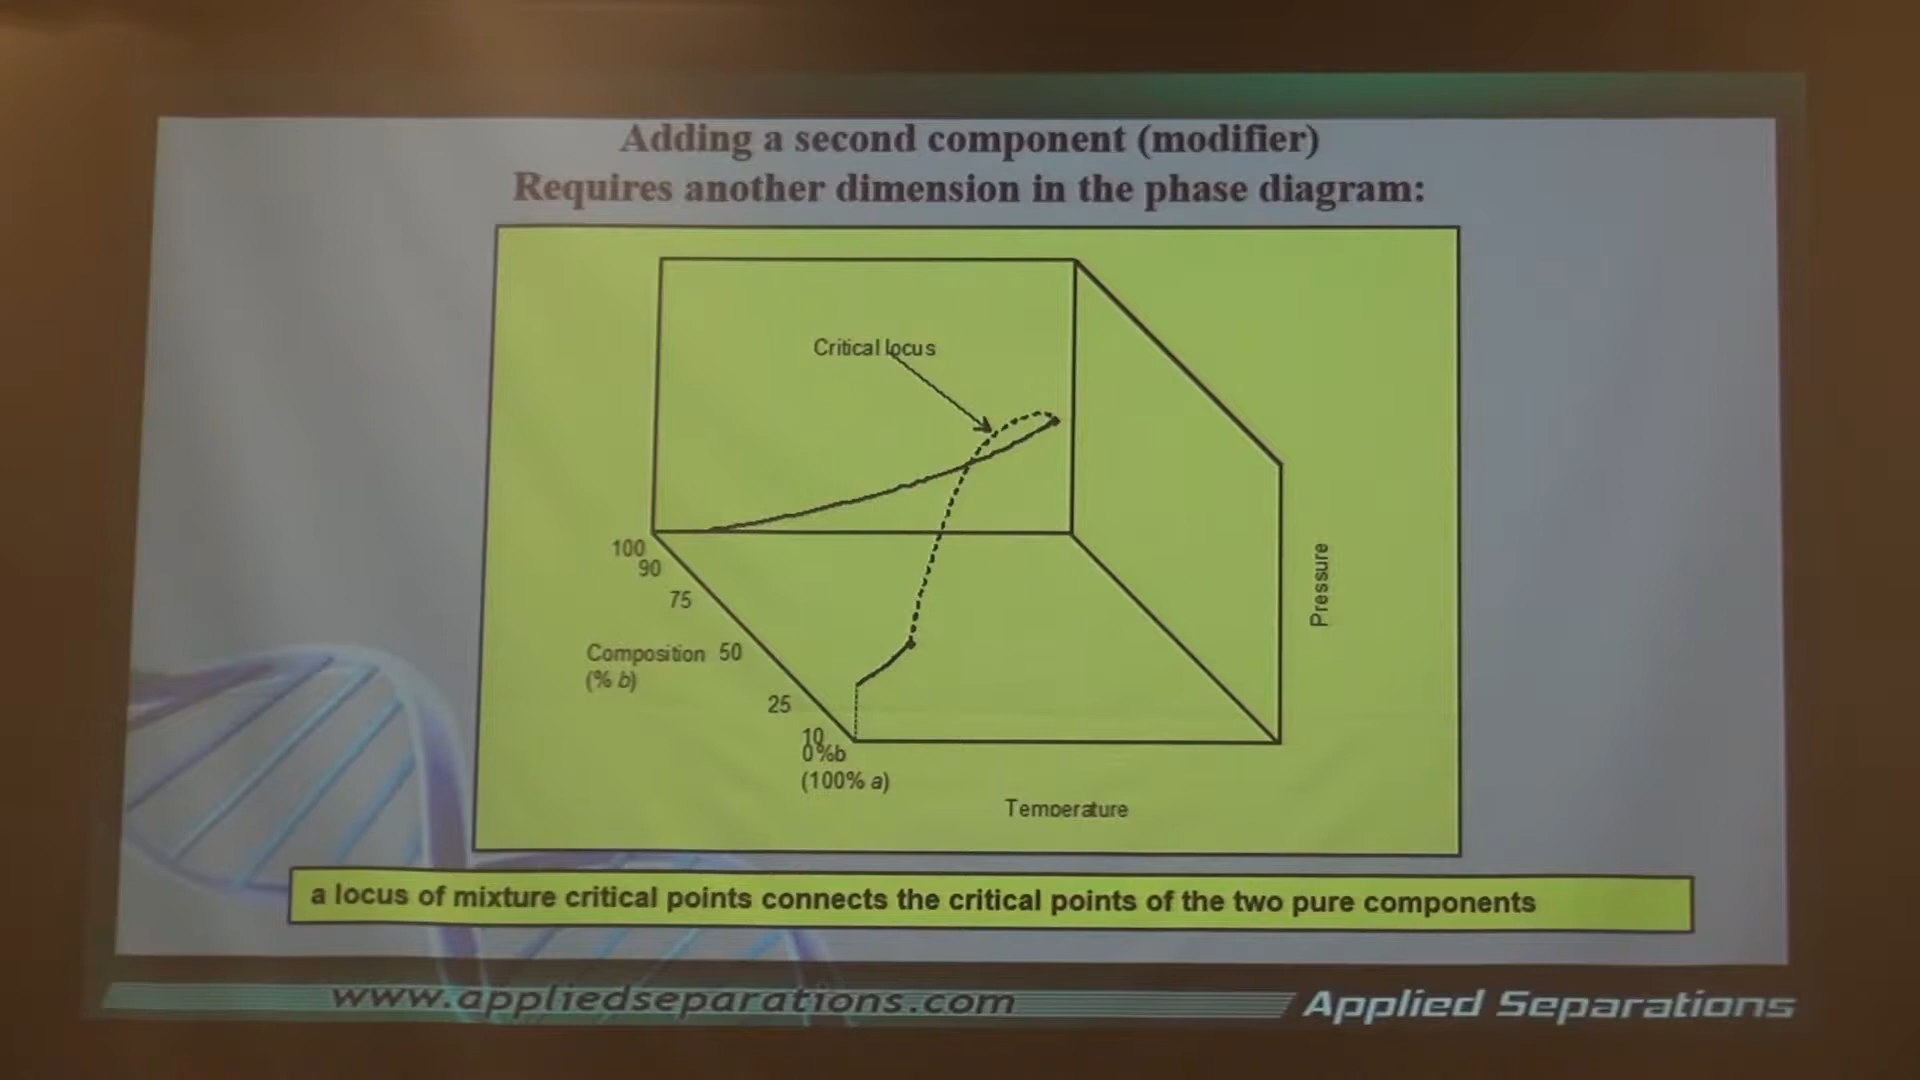 Adding a second component (modifier)
Requires another dimension in the phase diagram:
Critical locus
100
90
75
Composition 50
(% b)
25
10
0%b
(100% a)
Temperature
Pressure
a locus of mixture critical points connects the critical points of the two pure components
www.appliedseparations.com
Applied Separations